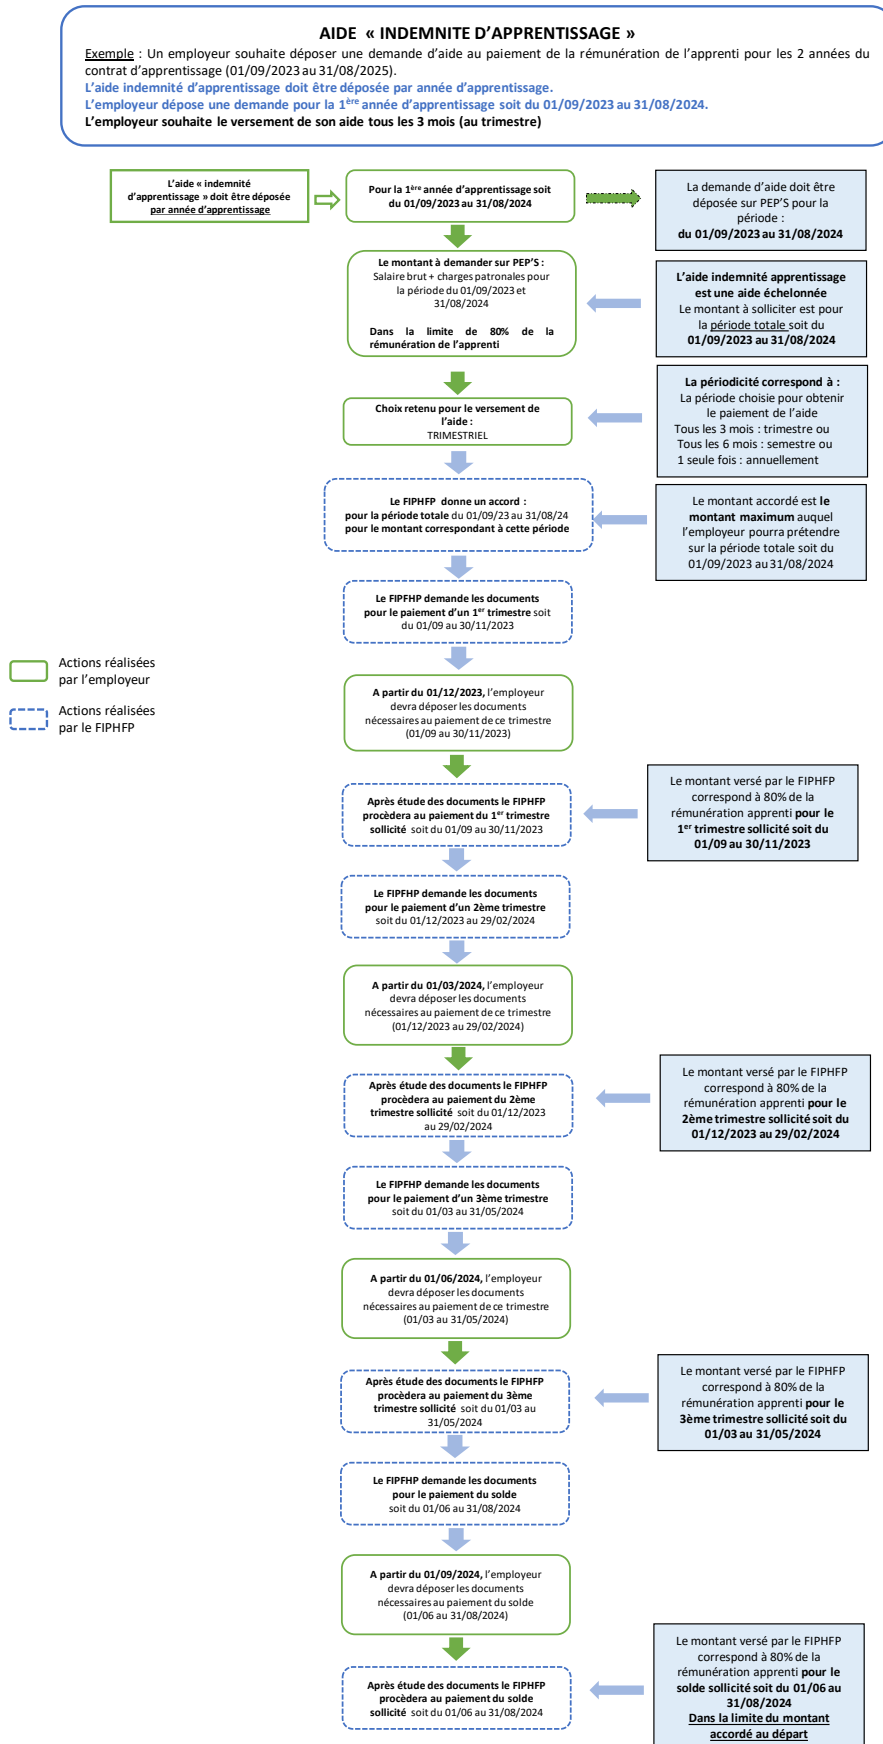 AIDE « INDEMNITE D'APPRENTISSAGE »
Exemple : Un employeur souhaite déposer une demande d'aide au paiement de la rémunération de l'apprenti pour les 2 années du
contrat d'apprentissage (01/09/2023 au 31/08/2025).
L'aide indemnité d'apprentissage doit être déposée par année d'apprentissage.
L'employeur dépose une demande pour la 1ère année d'apprentissage soit du 01/09/2023 au 31/08/2024.
L'employeur souhaite le versement de son aide tous les 3 mois (au trimestre)
L'aide « indemnité
d'apprentissage » doit être déposée
par année d'apprentissage
Pour la 1ère année d'apprentissage soit
du 01/09/2023 au 31/08/2024
La demande d'aide doit être
déposée sur PEP'S pour la
période :
du 01/09/2023 au 31/08/2024
Le montant à demander sur PEP'S :
Salaire brut + charges patronales pour
la période du 01/09/2023 et
31/08/2024
Dans la limite de 80% de la
rémunération de l'apprenti
L'aide indemnité apprentissage
est une aide échelonnée
Le montant à solliciter est pour
la période totale soit du
01/09/2023 au 31/08/2024
Choix retenu pour le versement de
l'aide :
TRIMESTRIEL
La périodicité correspond à :
La période choisie pour obtenir
le paiement de l'aide
Tous les 3 mois : trimestre ou
Tous les 6 mois : semestre ou
1 seule fois : annuellement
Le FIPHFP donne un accord :
pour la période totale du 01/09/23 au 31/08/24
pour le montant correspondant à cette période
Le montant accordé est le
montant maximum auquel
l'employeur pourra prétendre
sur la période totale soit du
01/09/2023 au 31/08/2024
Le FIPFHP demande les documents
pour le paiement d'un 1er trimestre soit
du 01/09 au 30/11/2023
Actions réalisées
par l'employeur
Actions réalisées
par le FIPHFP
A partir du 01/12/2023, l'employeur
devra déposer les documents
nécessaires au paiement de ce trimestre
(01/09 au 30/11/2023)
Après étude des documents le FIPHFP
procèdera au paiement du 1er trimestre
sollicité soit du 01/09 au 30/11/2023
Le montant versé par le FIPHFP
correspond à 80% de la
rémunération apprenti pour le
1er trimestre sollicité soit du
01/09 au 30/11/2023
Le FIPFHP demande les documents
pour le paiement d'un 2ème trimestre
soit du 01/12/2023 au 29/02/2024
A partir du 01/03/2024, l'employeur
devra déposer les documents
nécessaires au paiement de ce trimestre
(01/12/2023 au 29/02/2024)
Après étude des documents le FIPHFP
procèdera au paiement du 2ème
trimestre sollicité soit du 01/12/2023
au 29/02/2024
Le montant versé par le FIPHFP
correspond à 80% de la
rémunération apprenti pour le
2ème trimestre sollicité soit du
01/12/2023 au 29/02/2024
Le FIPFHP demande les documents
pour le paiement d'un 3ème trimestre
soit du 01/03 au 31/05/2024
A partir du 01/06/2024, l'employeur
devra déposer les documents
nécessaires au paiement de ce trimestre
(01/03 au 31/05/2024)
Après étude des documents le FIPHFP
procèdera au paiement du 3ème
trimestre sollicité soit du 01/03 au
31/05/2024
Le montant versé par le FIPHFP
correspond à 80% de la
rémunération apprenti pour le
3ème trimestre sollicité soit du
01/03 au 31/05/2024
Le FIPFHP demande les documents
pour le paiement du solde
soit du 01/06 au 31/08/2024
A partir du 01/09/2024, l'employeur
devra déposer les documents
nécessaires au paiement du solde
(01/06 au 31/08/2024)
Après étude des documents le FIPHFP
procèdera au paiement du solde
sollicité soit du 01/06 au 31/08/2024
Le montant versé par le FIPHFP
correspond à 80% de la
rémunération apprenti pour le
solde sollicité soit du 01/06 au
31/08/2024
Dans la limite du montant
accordé au départ